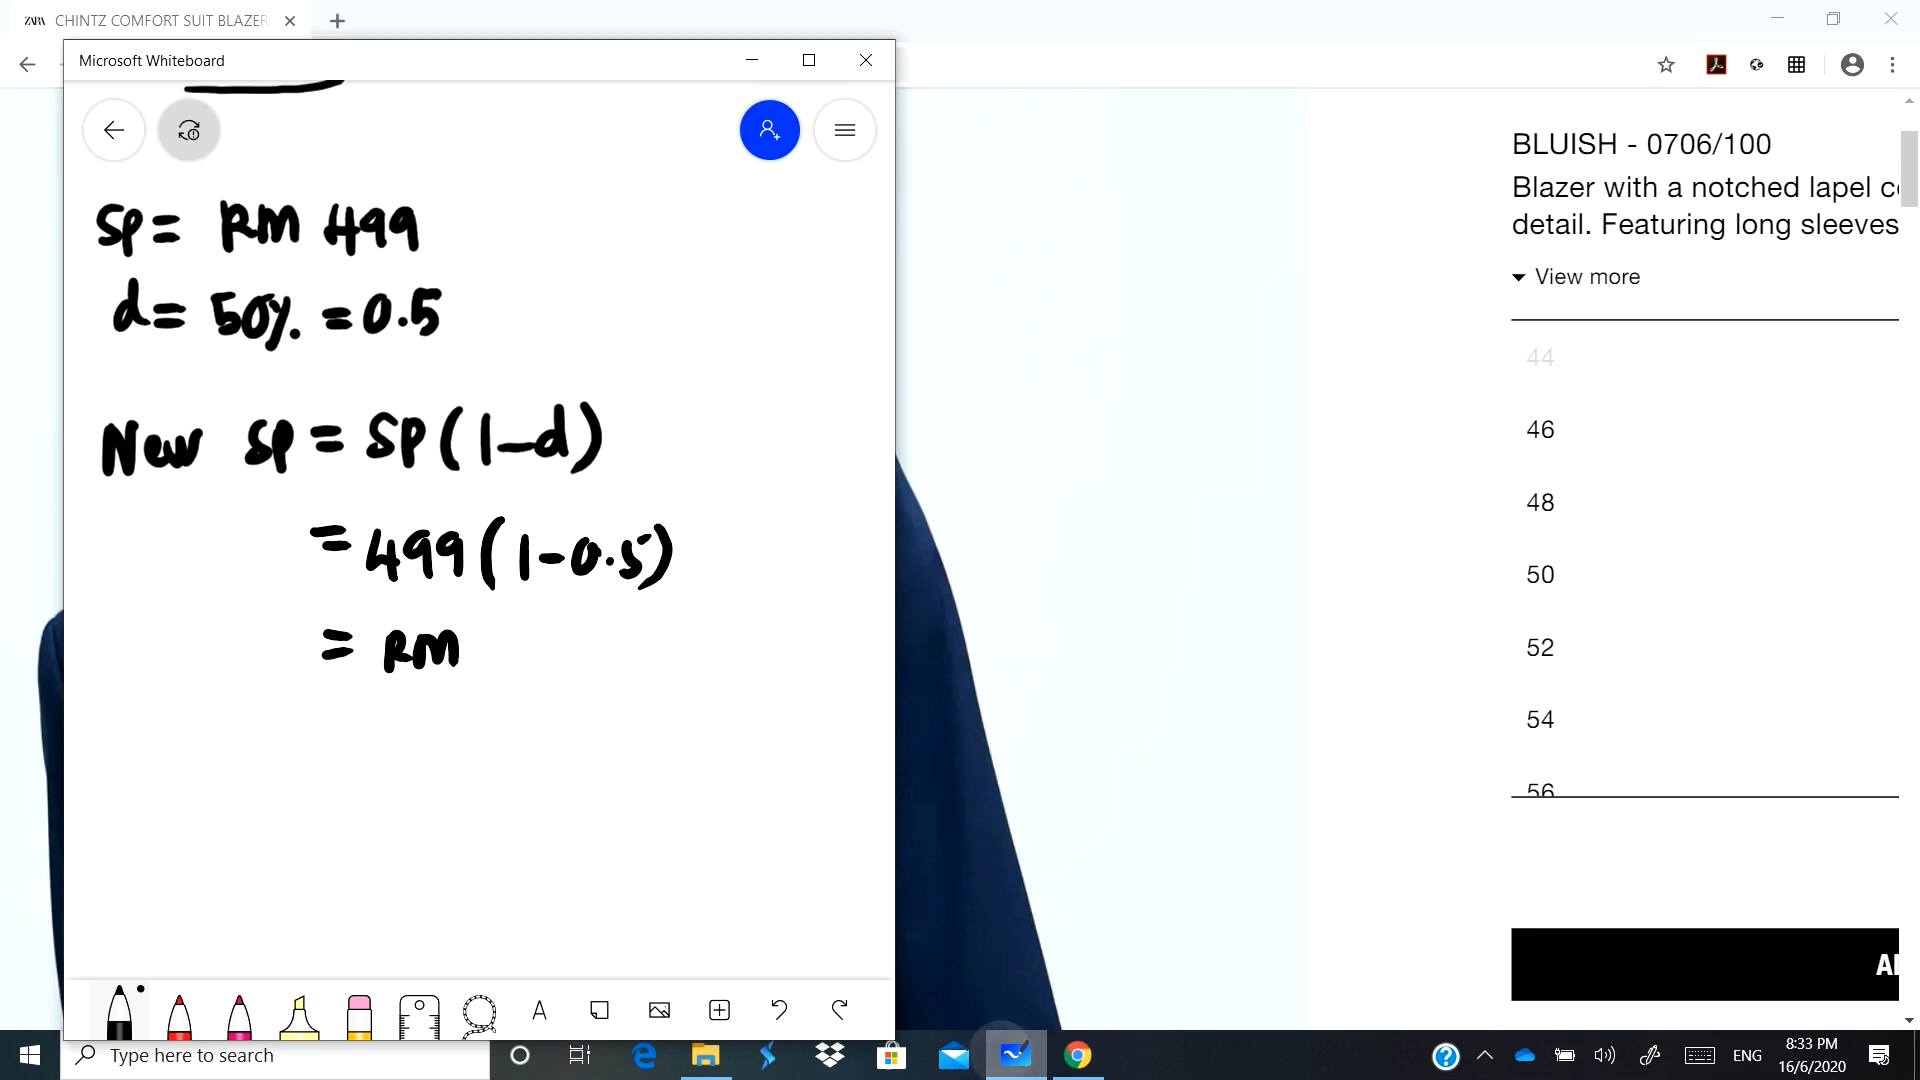 ZARA CHINTZ COMFORT SUIT BLAZER
Microsoft Whiteboard
SP = RM 499
d = 50% = 0.5
New SP = SP (1-d)
= 499 (1-0.5)
= RM
BLUISH - 0706/100
Blazer with a notched lapel
detail. Featuring long sleeves
View more
44
46
48
50
52
54
56
A
Type here to search
ENG
8:33 PM
16/6/2020